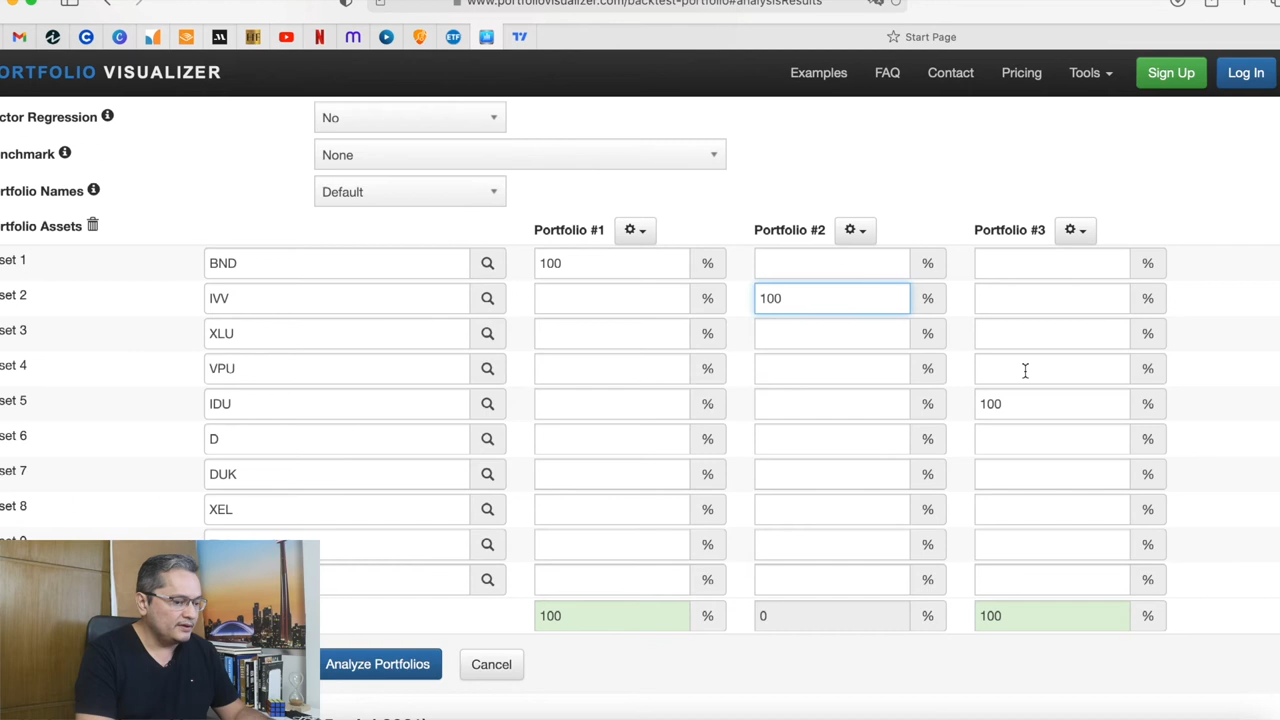 www.portfoliovisualizer.com/backtest-portfolio#analysisResults
Start Page
PORTFOLIO VISUALIZER
Examples FAQ Contact Pricing Tools Sign Up Log In
ctor Regression No
nchmark None
rtfolio Names Default
rtfolio Assets Portfolio #1 Portfolio #2 Portfolio #3
set 1 BND 100 % % %
set 2 IVV % 100 % %
set 3 XLU % % %
set 4 VPU % % %
set 5 IDU % % 100 %
set 6 D % % %
set 7 DUK % % %
set 8 XEL % % %
% % %
% % %
100 % 0 % 100 %
Analyze Portfolios Cancel